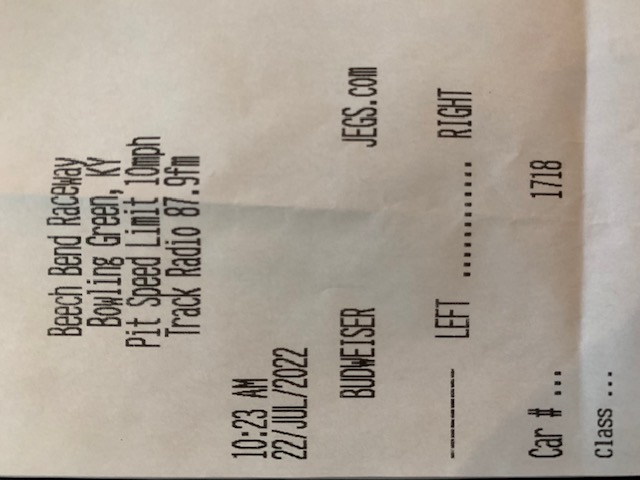 Beech Bend Raceway
Bowling Green, KY
Pit Speed Limit 10mph
Track Radio 87.9fm
10:23 AM
22/JUL/2022
BUDWEISER JEGS.com
--------- LEFT ............ RIGHT
Car # ... 1718
Class ...